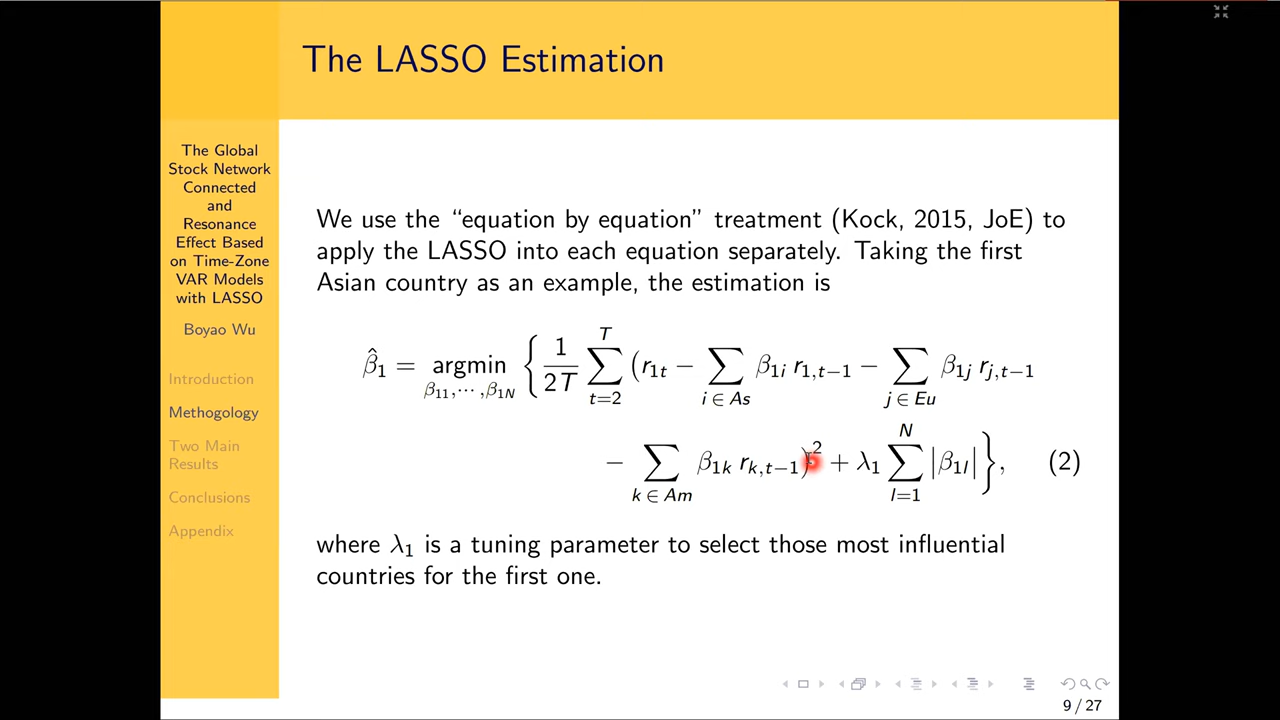 The LASSO Estimation
The Global
Stock Network
Connected
and
Resonance
Effect Based
on Time-Zone
VAR Models
with LASSO
Boyao Wu
Introduction
Methogology
Two Main
Results
Conclusions
Appendix
We use the “equation by equation” treatment (Kock, 2015, JoE) to
apply the LASSO into each equation separately. Taking the first
Asian country as an example, the estimation is
β̂₁ = argmin_{β₁₁,⋯,β₁N} { 1/2T ∑_{t=2}^{T} (r₁t − ∑_{i∈As} β₁i r₁,t−1 − ∑_{j∈Eu} β₁j rj,t−1
− ∑_{k∈Am} β₁k rk,t−1)² + λ₁ ∑_{l=1}^{N} |β₁l| }, (2)
where λ₁ is a tuning parameter to select those most influential
countries for the first one.
9 / 27